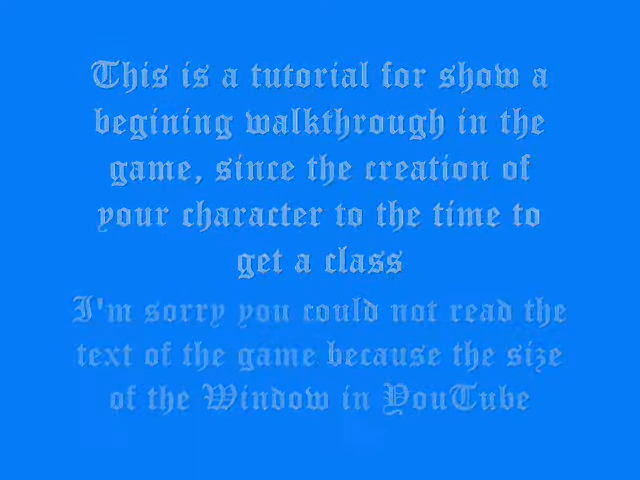 This is a tutorial for show a
begining walkthrough in the
game, since the creation of
your character to the time to
get a class
I'm sorry you could not read the
text of the game because the size
of the Window in YouTube